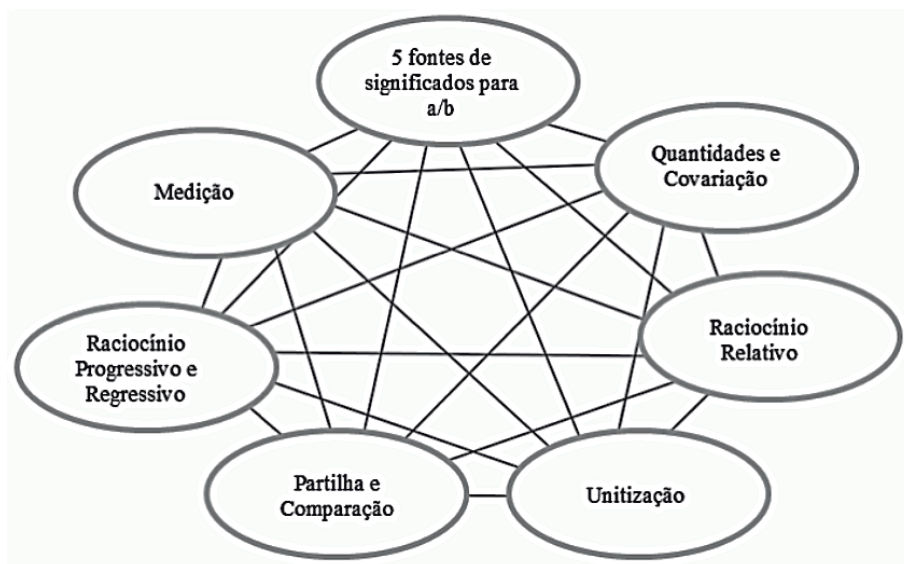 5 fontes de
significados para
a/b
Quantidades e
Covariação
Medição
Raciocínio
Relativo
Raciocínio
Progressivo e
Regressivo
Partilha e
Comparação
Unitização